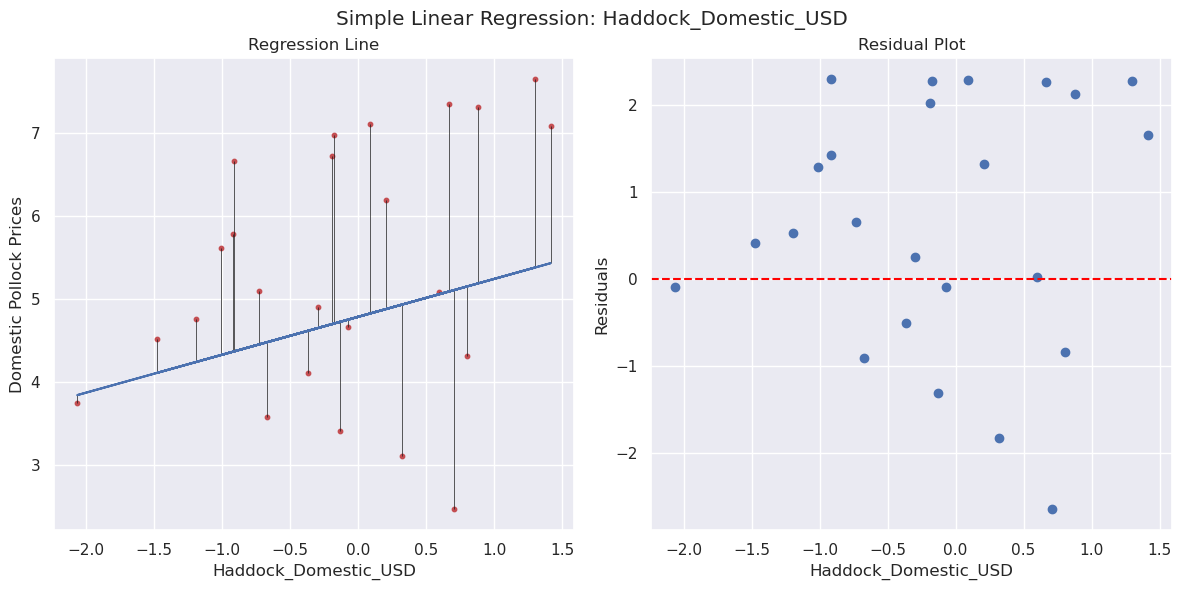 Simple Linear Regression: Haddock_Domestic_USD
Regression Line
Domestic Pollock Prices
7
6
5
4
3
−2.0 −1.5 −1.0 −0.5 0.0 0.5 1.0 1.5
Haddock_Domestic_USD
Residual Plot
Residuals
2
1
0
−1
−2
−2.0 −1.5 −1.0 −0.5 0.0 0.5 1.0 1.5
Haddock_Domestic_USD